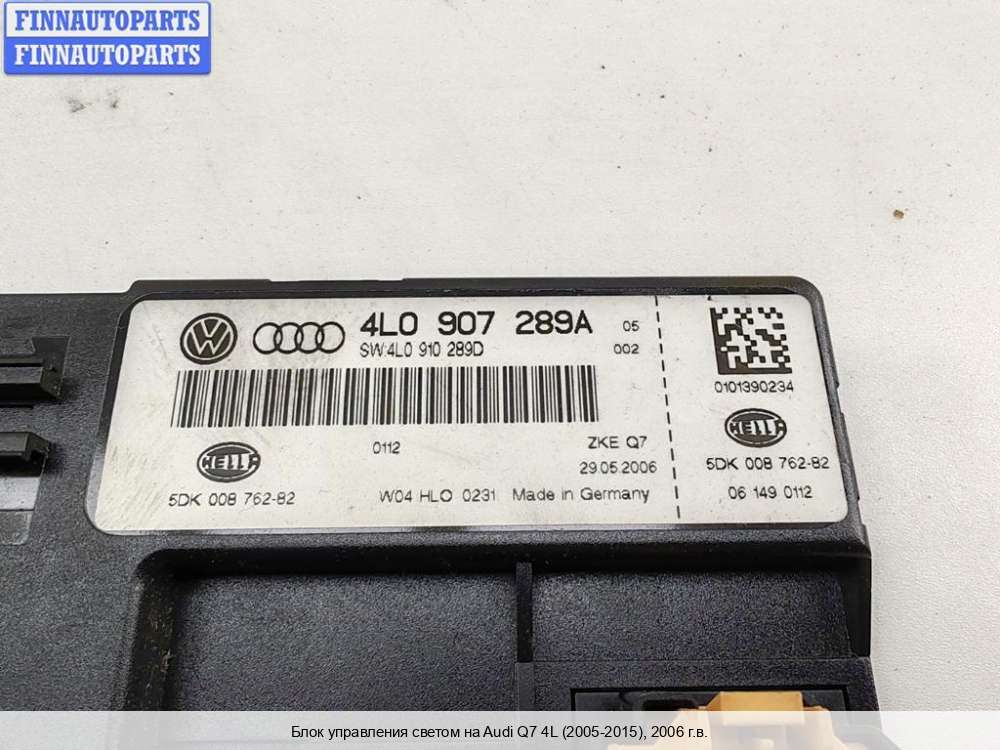 FINNAUTOPARTS
FINNAUTOPARTS
4L0 907 289A 05
SW:4L0 910 289D 002
0101390234
0112 ZKE Q7
HELLA 29.05.2006 HELLA
5DK 008 762-82 W04 HLO 0231 Made in Germany
5DK 008 762-82
06 149 0112
Блок управления светом на Audi Q7 4L (2005-2015), 2006 г.в.